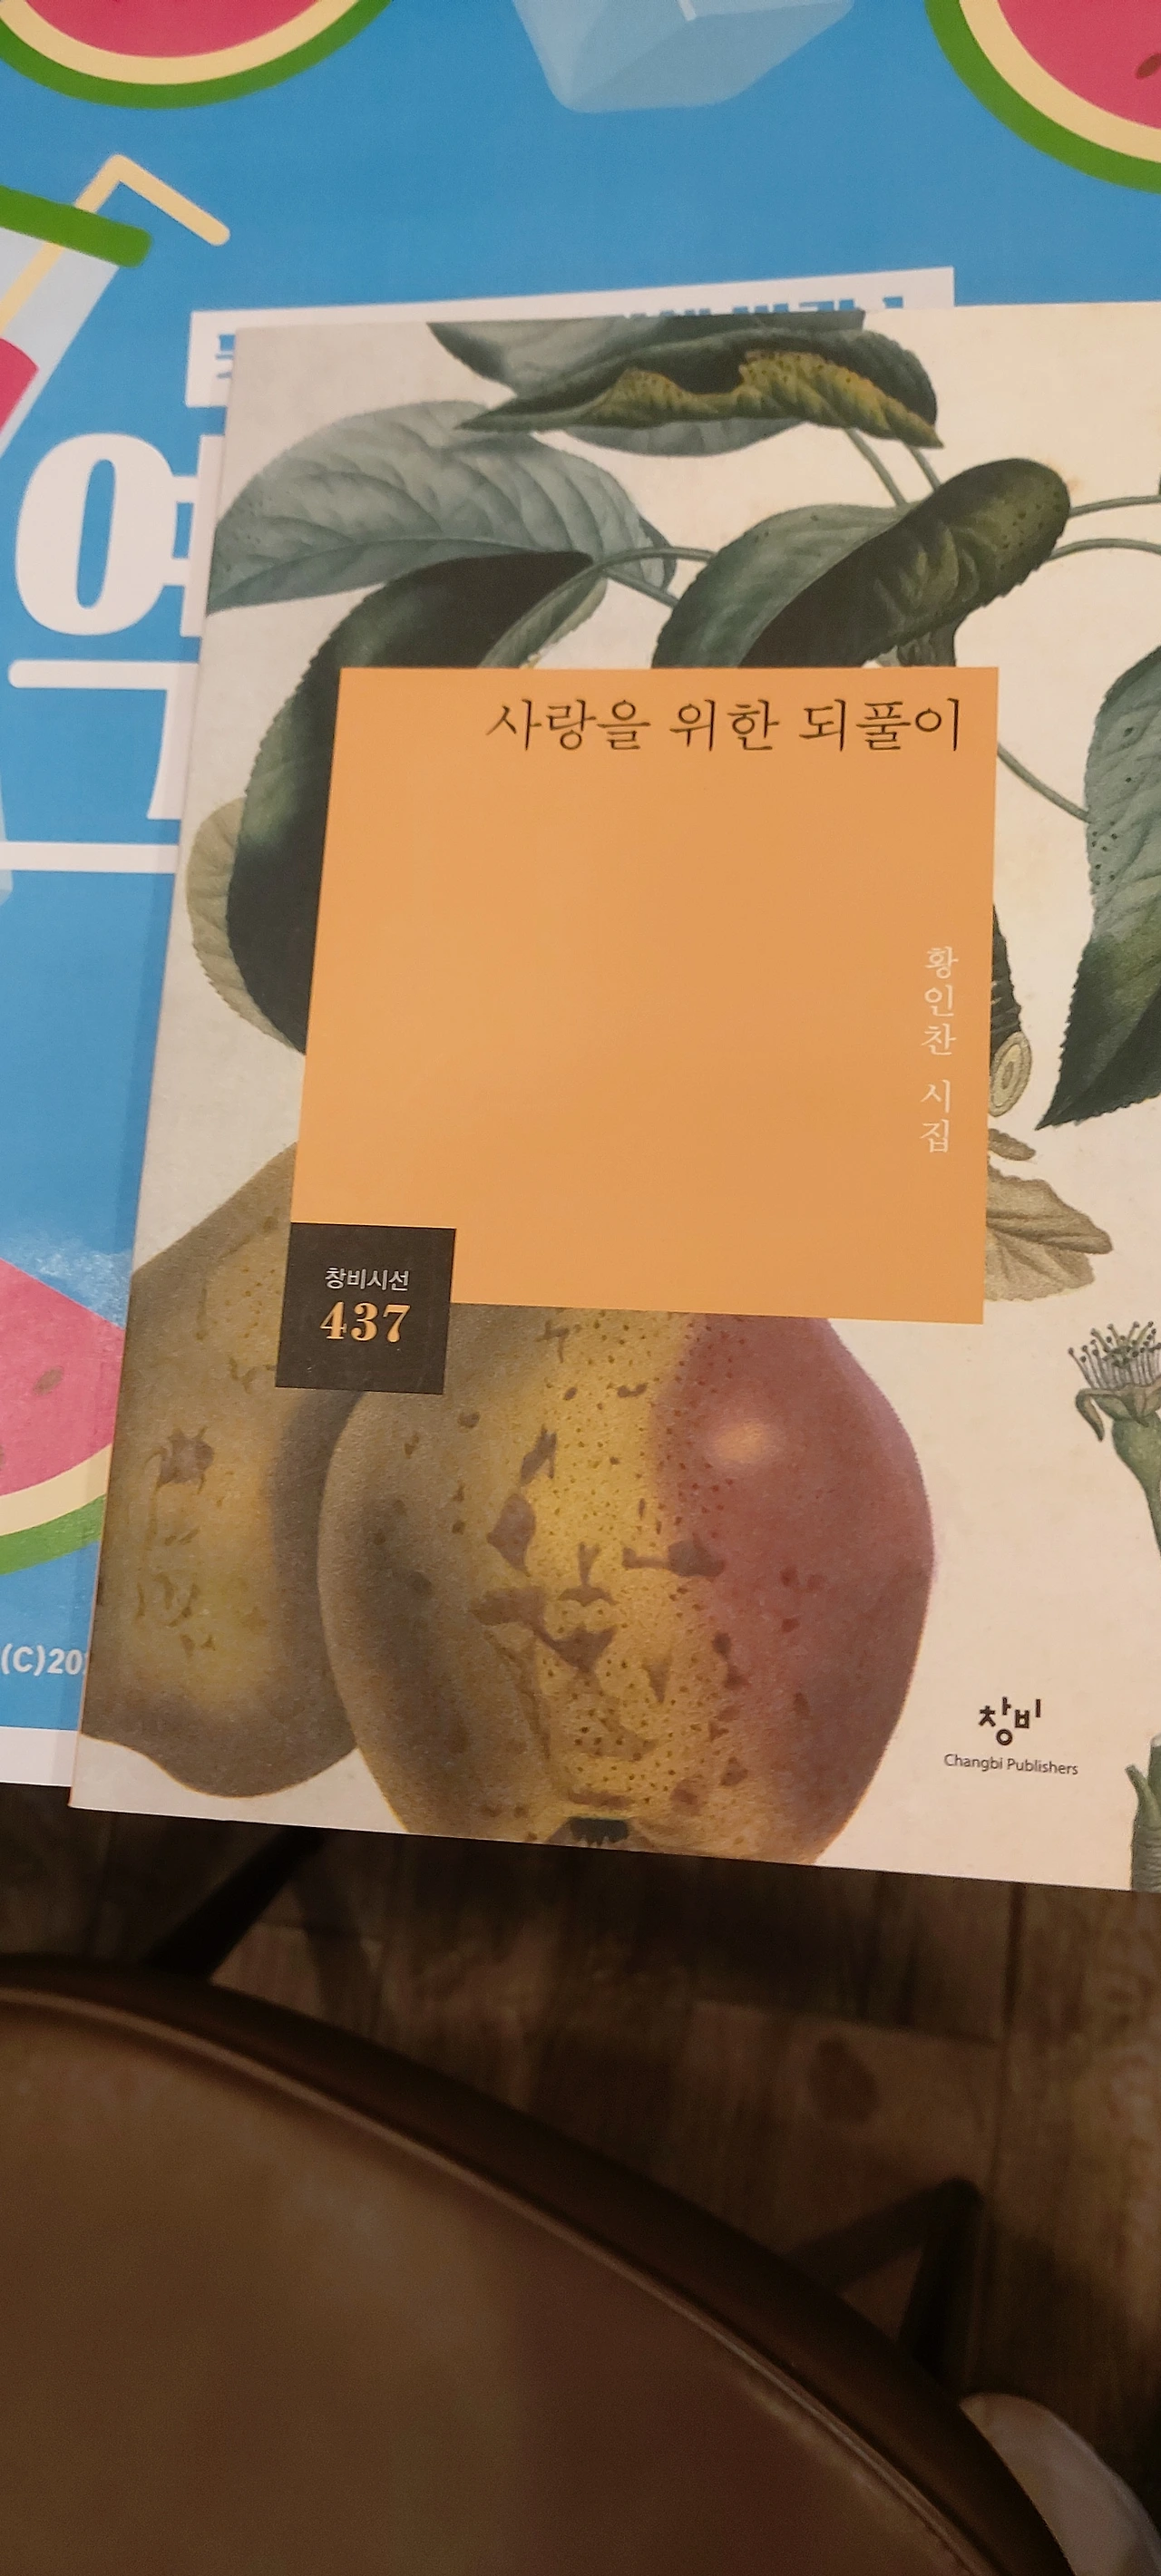 사랑을 위한 되풀이
황인찬 시집
창비시선
437
창비
Changbi Publishers